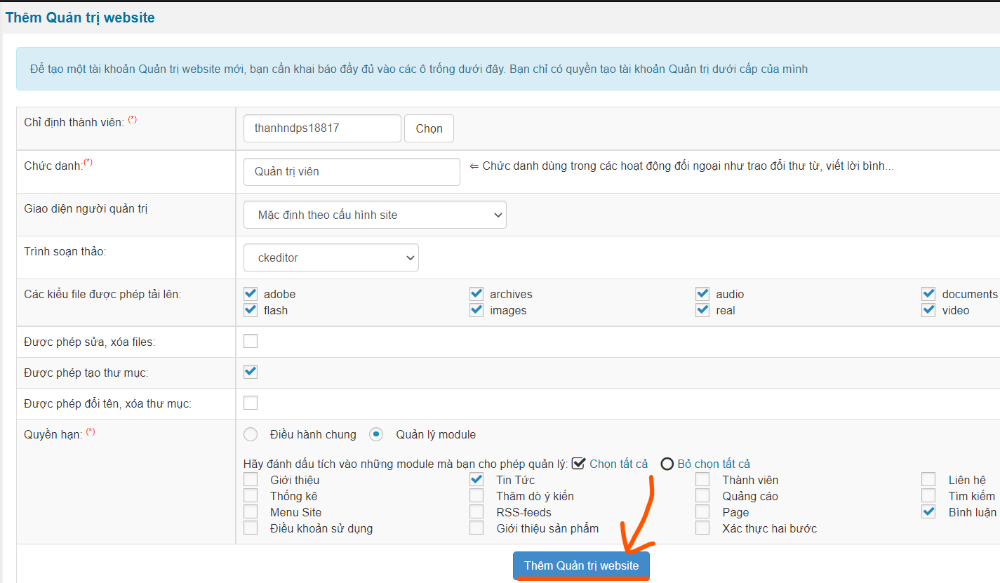 Thêm Quản trị website
Để tạo một tài khoản Quản trị website mới, bạn cần khai báo đầy đủ vào các ô trống dưới đây. Bạn chỉ có quyền tạo tài khoản Quản trị dưới cấp của mình
Chỉ định thành viên: (*) thanhndps18817 Chọn
Chức danh:(*) Quản trị viên ⇐ Chức danh dùng trong các hoạt động đối ngoại như trao đổi thư từ, viết lời bình...
Giao diện người quản trị Mặc định theo cấu hình site
Trình soạn thảo: ckeditor
Các kiểu file được phép tải lên: adobe archives audio documents
flash images real video
Được phép sửa, xóa files:
Được phép tạo thư mục:
Được phép đổi tên, xóa thư mục:
Quyền hạn: (*) Điều hành chung Quản lý module
Hãy đánh dấu tích vào những module mà bạn cho phép quản lý: Chọn tất cả Bỏ chọn tất cả
Giới thiệu Tin Tức Thành viên Liên hệ
Thống kê Thăm dò ý kiến Quảng cáo Tìm kiếm
Menu Site RSS-feeds Page Bình luận
Điều khoản sử dụng Giới thiệu sản phẩm Xác thực hai bước
Thêm Quản trị website